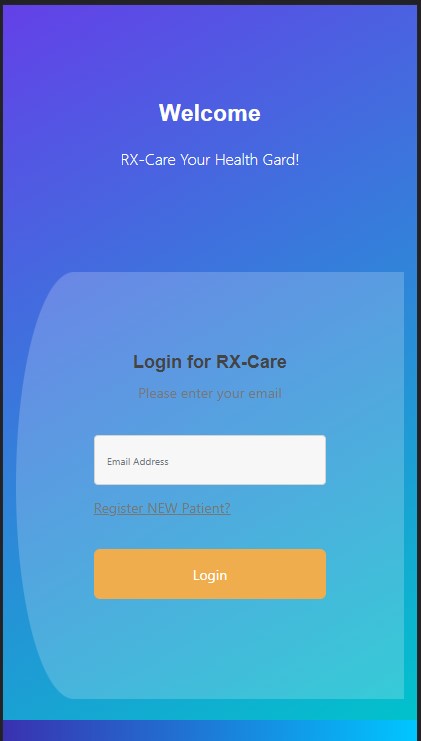 Welcome
RX-Care Your Health Gard!
Login for RX-Care
Please enter your email
Email Address
Register NEW Patient?
Login